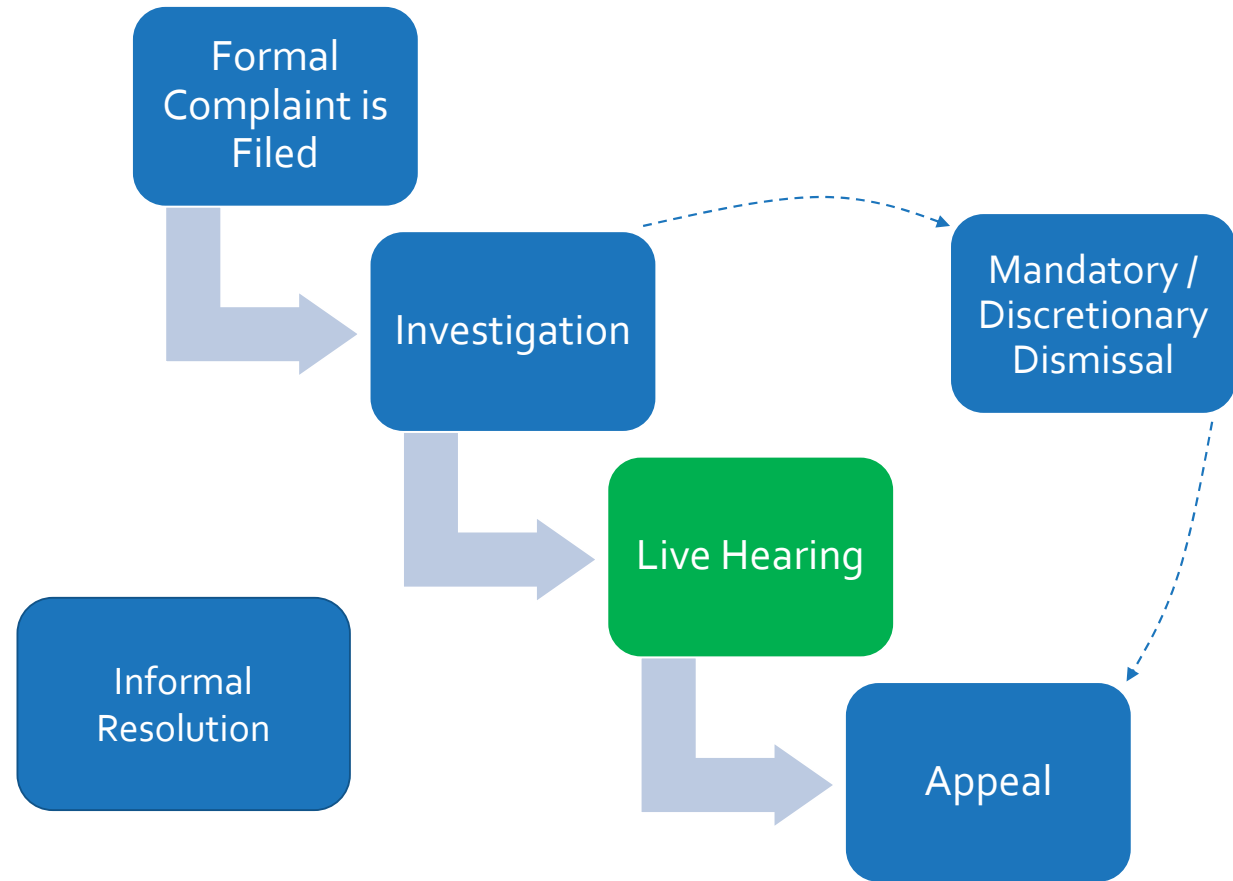 Formal
Complaint is
Filed
Investigation
Mandatory /
Discretionary
Dismissal
Live Hearing
Informal
Resolution
Appeal